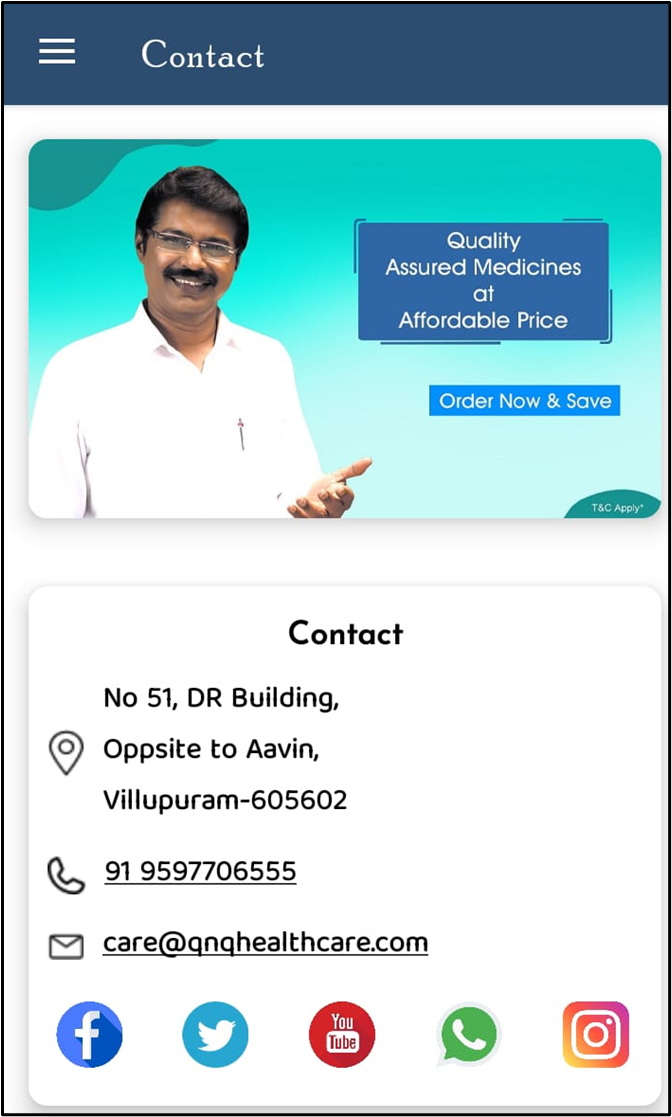 Contact
Quality
Assured Medicines
at
Affordable Price
Order Now & Save
T&C Apply*
Contact
No 51, DR Building,
Oppsite to Aavin,
Villupuram-605602
91 9597706555
care@qnqhealthcare.com
You
Tube